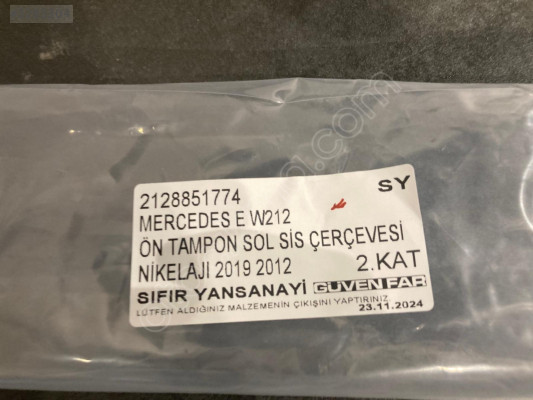 SY
2128851774
MERCEDES E W212
ÖN TAMPON SOL SİS ÇERÇEVESİ
NİKELAJI 2019 2012 2.KAT
SIFIR YANSANAYİ GÜVEN FAR
LÜTFEN ALDIĞINIZ MALZEMENİN ÇIKIŞINI YAPTIRINIZ.
23.11.2024